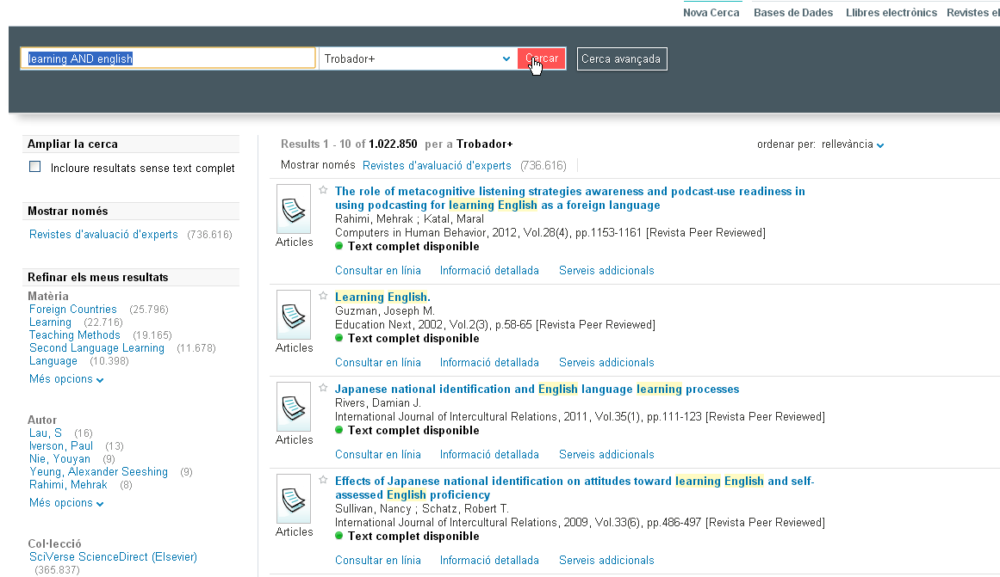 Nova Cerca Bases de Dades Llibres electrònics Revistes el
learning AND english Trobador+ Cercar Cerca avançada
Ampliar la cerca
Incloure resultats sense text complet
Mostrar només
Revistes d'avaluació d'experts (736.616)
Refinar els meus resultats
Matèria
Foreign Countries (25.796)
Learning (22.716)
Teaching Methods (19.165)
Second Language Learning (11.678)
Language (10.398)
Més opcions
Autor
Lau, S (16)
Iverson, Paul (13)
Nie, Youyan (9)
Yeung, Alexander Seeshing (9)
Rahimi, Mehrak (8)
Més opcions
Col·lecció
SciVerse ScienceDirect (Elsevier)
(365.837)
Results 1 - 10 of 1.022.850 per a Trobador+ ordenar per: rellevància
Mostrar només Revistes d'avaluació d'experts (736.616)
The role of metacognitive listening strategies awareness and podcast-use readiness in
using podcasting for learning English as a foreign language
Rahimi, Mehrak ; Katal, Maral
Computers in Human Behavior, 2012, Vol.28(4), pp.1153-1161 [Revista Peer Reviewed]
Articles
Text complet disponible
Consultar en línia Informació detallada Serveis addicionals
Learning English.
Guzman, Joseph M.
Education Next, 2002, Vol.2(3), p.58-65 [Revista Peer Reviewed]
Articles
Text complet disponible
Consultar en línia Informació detallada Serveis addicionals
Japanese national identification and English language learning processes
Rivers, Damian J.
International Journal of Intercultural Relations, 2011, Vol.35(1), pp.111-123 [Revista Peer Reviewed]
Articles
Text complet disponible
Consultar en línia Informació detallada Serveis addicionals
Effects of Japanese national identification on attitudes toward learning English and self-
assessed English proficiency
Sullivan, Nancy ; Schatz, Robert T.
International Journal of Intercultural Relations, 2009, Vol.33(6), pp.486-497 [Revista Peer Reviewed]
Articles
Text complet disponible
Consultar en línia Informació detallada Serveis addicionals